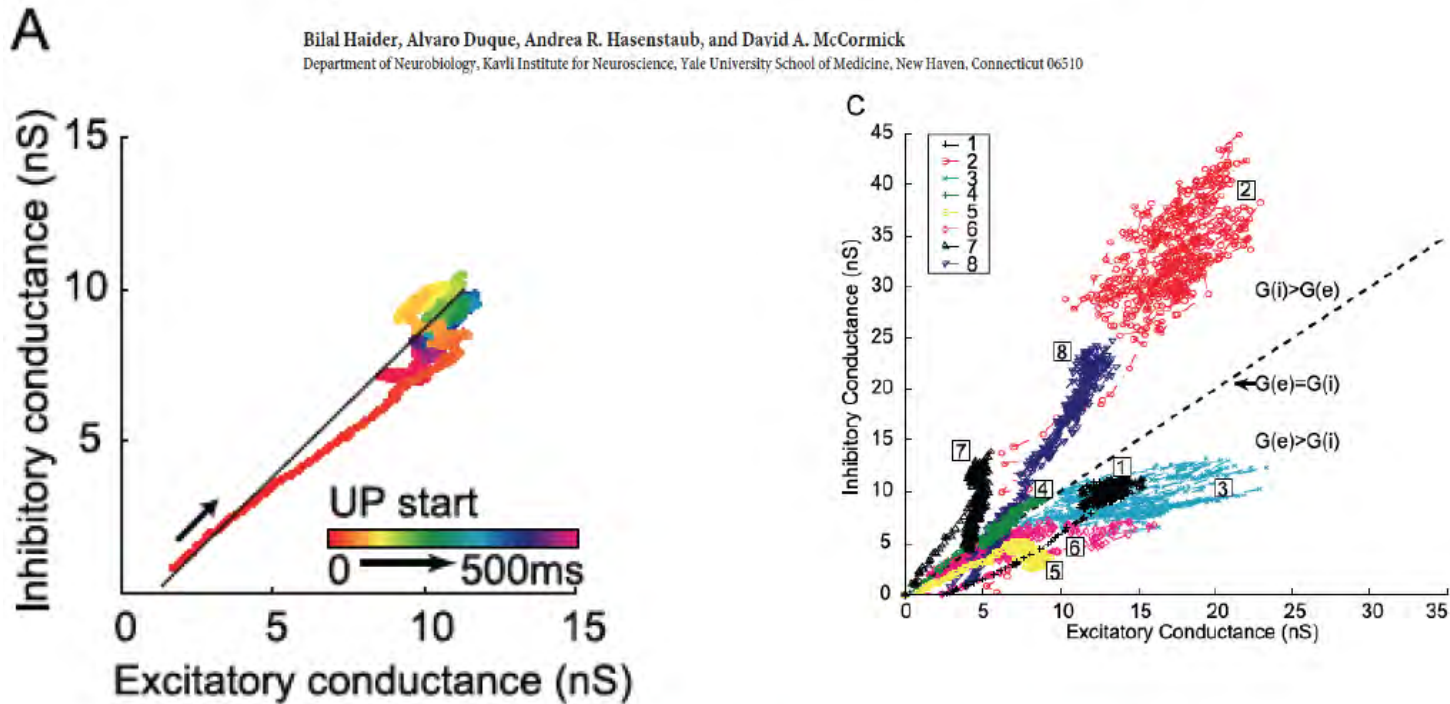 A
Bilal Haider, Alvaro Duque, Andrea R. Hasenstaub, and David A. McCormick
Department of Neurobiology, Kavli Institute for Neuroscience, Yale University School of Medicine, New Haven, Connecticut 06510
15
10
5
Inhibitory conductance (nS)
UP start
0 500ms
0 5 10 15
Excitatory conductance (nS)
C
45
40
35
30
25
20
15
10
5
0
Inhibitory Conductance (nS)
1
2
3
4
5
6
7
8
2
G(i)>G(e)
8
G(e)=G(i)
G(e)>G(i)
7
1
4
3
6
5
0 5 10 15 20 25 30 35
Excitatory Conductance (nS)